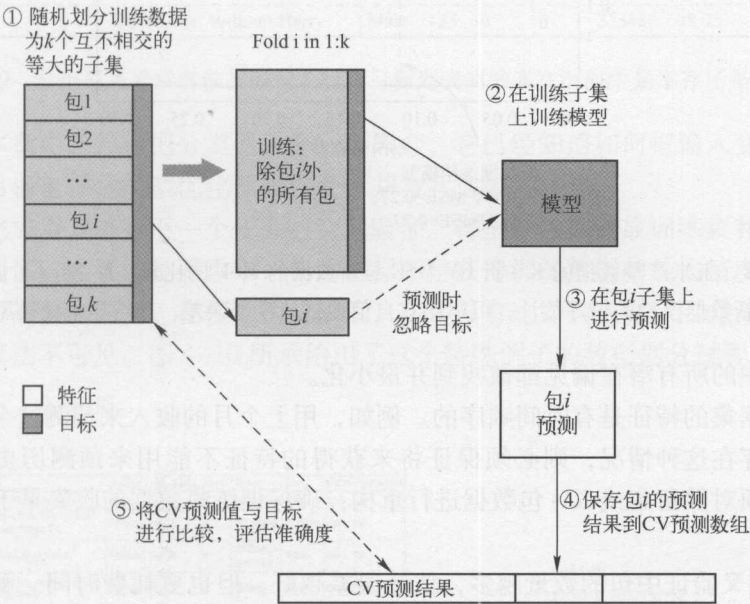 ① 随机划分训练数据
为k个互不相交的
等大的子集
Fold i in 1:k
包1
包2
…
包i
…
包k
训练：
除包i外
的所有包
包i
② 在训练子集
上训练模型
模型
预测时
忽略目标
③ 在包i子集上
进行预测
特征
目标
包i
预测
④ 保存包i的预测
结果到CV预测数组
⑤ 将CV预测值与目标
进行比较，评估准确度
CV预测结果